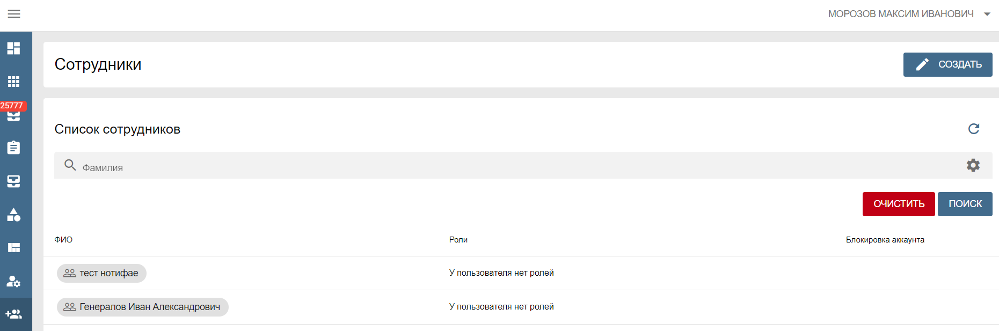 МОРОЗОВ МАКСИМ ИВАНОВИЧ
Сотрудники
СОЗДАТЬ
25777
Список сотрудников
Фамилия
ОЧИСТИТЬ ПОИСК
ФИО Роли Блокировка аккаунта
тест нотифае У пользователя нет ролей
Генералов Иван Александрович У пользователя нет ролей